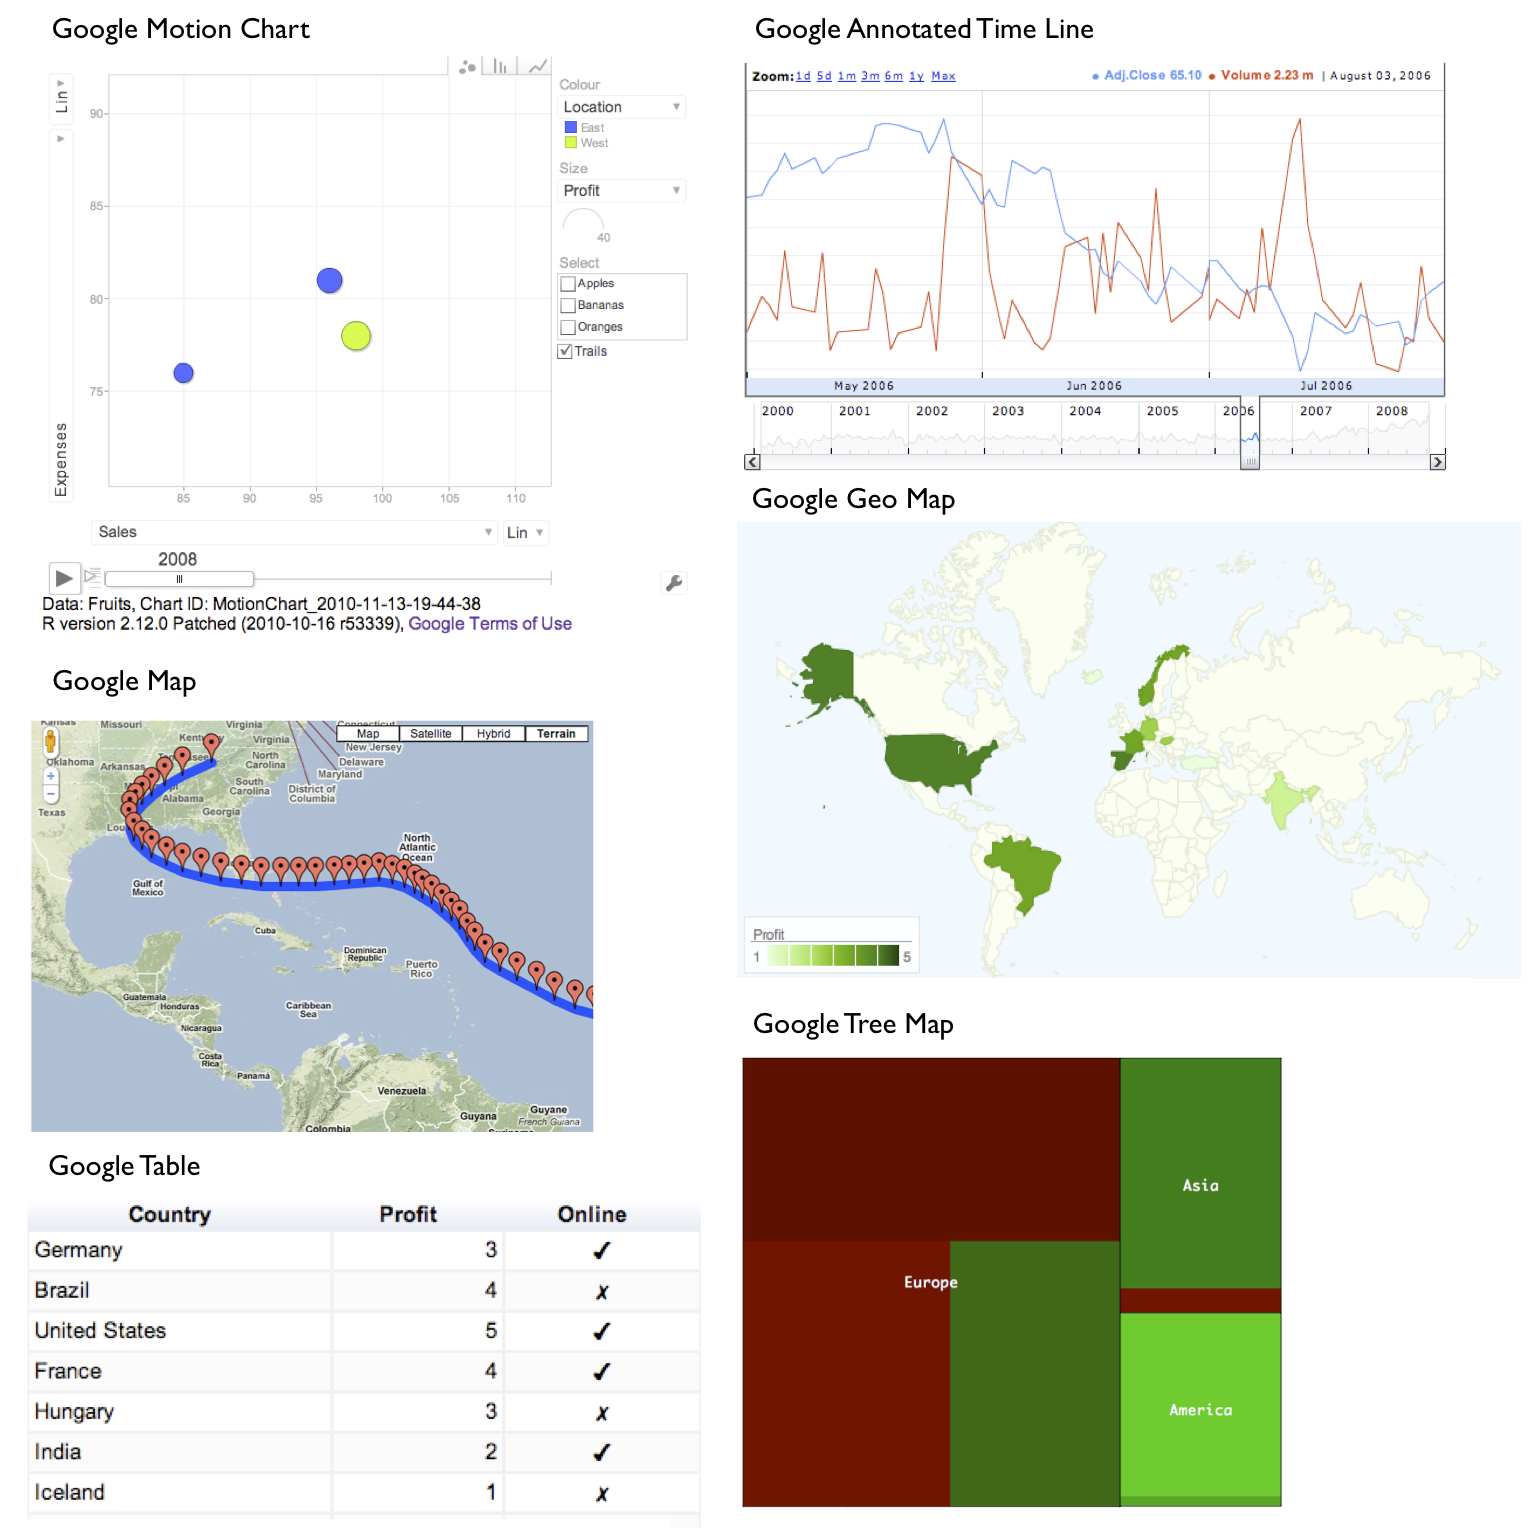 Google Motion Chart
Lin
90
85
80
75
Expenses
85 90 95 100 105 110
Colour
Location
East
West
Size
Profit
40
Select
Apples
Bananas
Oranges
Trails
Sales Lin
2008
Data: Fruits, Chart ID: MotionChart_2010-11-13-19-44-38
R version 2.12.0 Patched (2010-10-16 r53339), Google Terms of Use
Google Annotated Time Line
Zoom: 1d 5d 1m 3m 6m 1y Max Adj.Close 65.10 Volume 2.23 m | August 03, 2006
May 2006 Jun 2006 Jul 2006
2000 2001 2002 2003 2004 2005 2006 2007 2008
Google Geo Map
Profit
1 5
Google Map
Kansas Missouri Virginia Connecticut
Map Satellite Hybrid Terrain
New Jersey
Oklahoma Arkansas North
Carolina
Virginia
Delaware
Maryland
South
Carolina
District of
Columbia
Texas
Alabama
Georgia
North
Atlantic
Ocean
Gulf of
Mexico
Cuba
Dominican
Republic
Puerto
Rico
Guatemala
Honduras
Caribbean
Sea
Nicaragua
Costa
Rica
Panamá
Venezuela
Guyana
Guyane
French Guiana
Colombia
Google Table
Country Profit Online
Germany 3 ✓
Brazil 4 ✗
United States 5 ✓
France 4 ✓
Hungary 3 ✗
India 2 ✓
Iceland 1 ✗
Google Tree Map
Asia
Europe
America